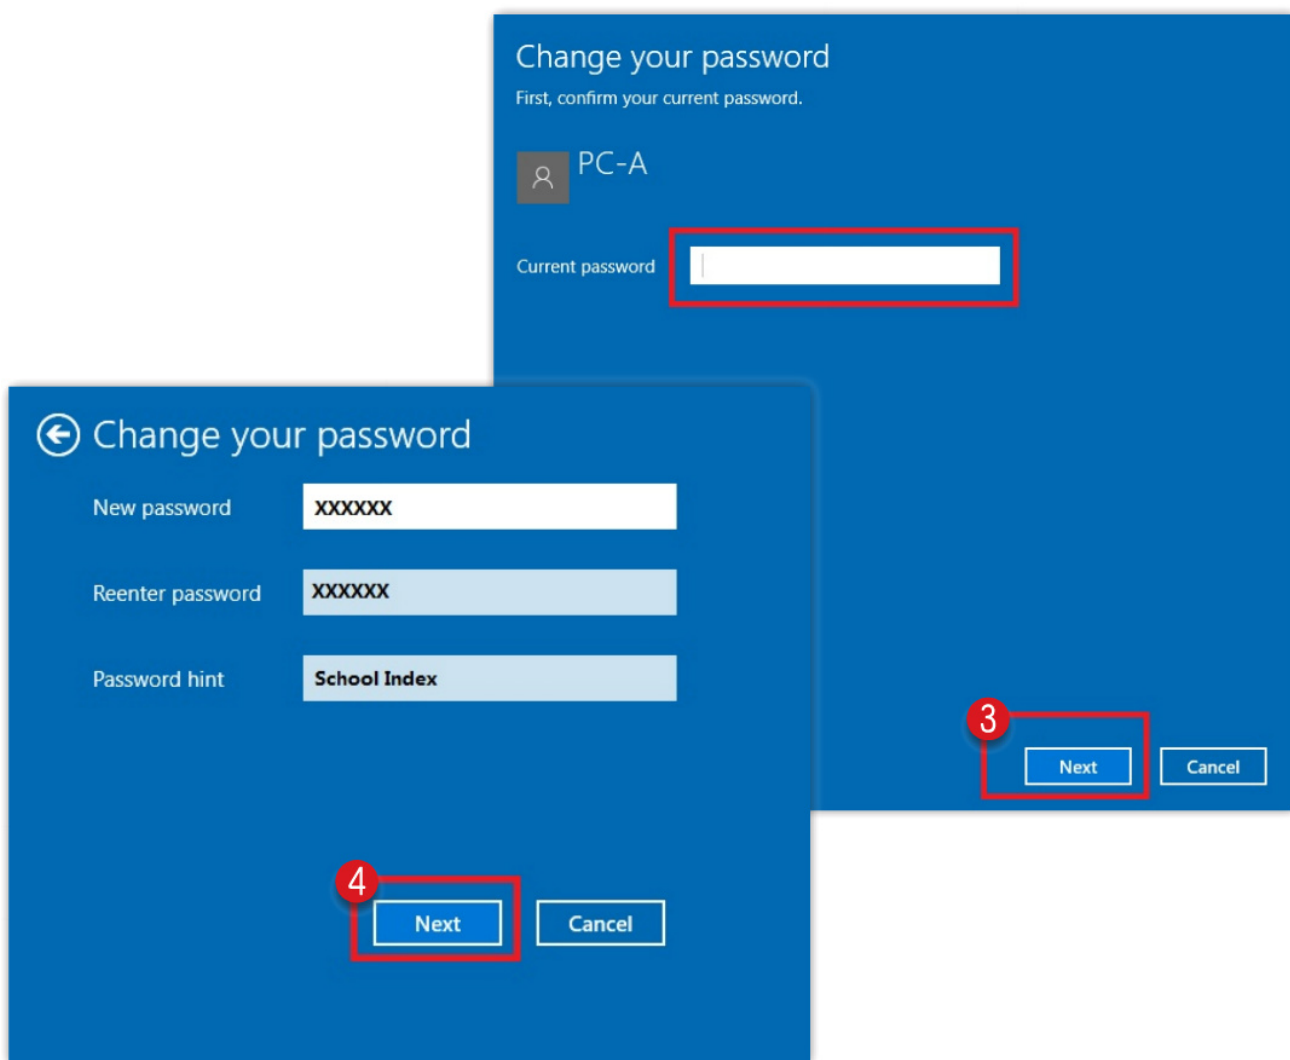 Change your password
First, confirm your current password.
PC-A
Current password
3
Next Cancel
Change your password
New password XXXXXX
Reenter password XXXXXX
Password hint School Index
4
Next Cancel